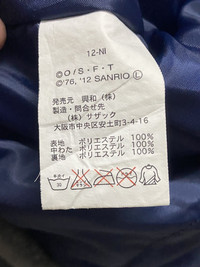 12-NI
©O/S・F・T
©'76,'12 SANRIO Ⓛ
発売元 興和(株)
製造・問合せ先
(株)リザック
大阪市中央区安土町3-4-16
表地 ポリエステル 100%
中わた ポリエステル 100%
裏地 ポリエステル 100%